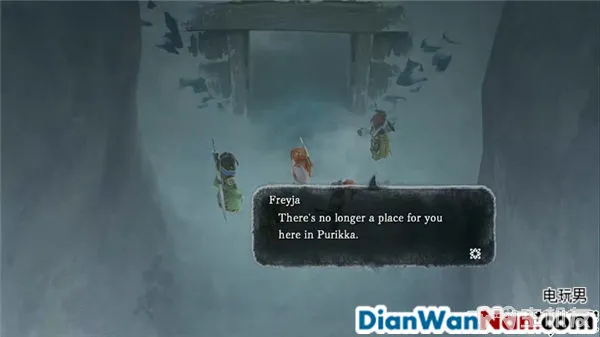 Freyja
There's no longer a place for you
here in Purikka.
电玩男
DianWanNan.com